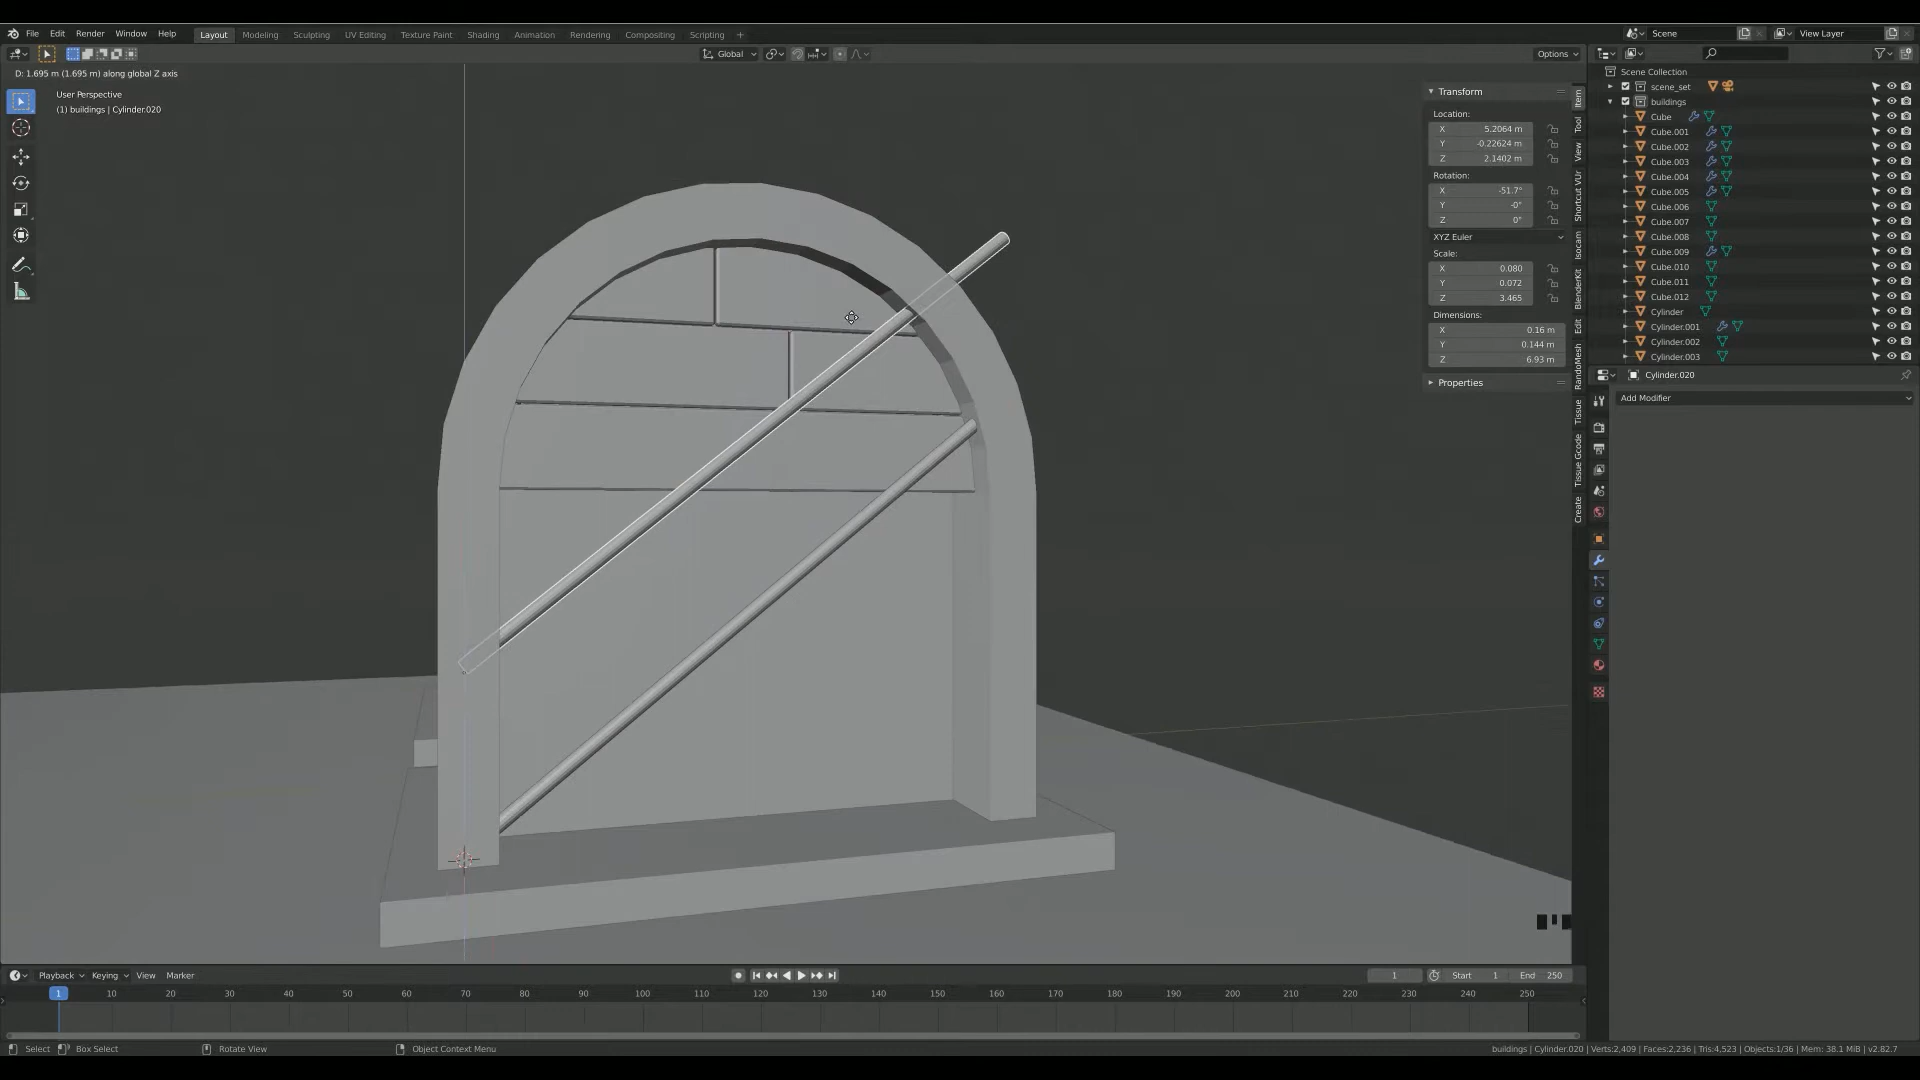 File Edit Render Window Help Layout Modeling Sculpting UV Editing Texture Paint Shading Animation Rendering Compositing Scripting + Scene View Layer
Global Options
D: 1.695 m (1.695 m) along global Z axis
User Perspective
(1) buildings | Cylinder.020
Transform
Location:
X 5.2064 m
Y -0.22624 m
Z 2.1402 m
Rotation:
X -51.7°
Y -0°
Z 0°
XYZ Euler
Scale:
X 0.080
Y 0.072
Z 3.465
Dimensions:
X 0.16 m
Y 0.144 m
Z 6.93 m
Properties
Item
Tool
View
Shortcut VUr
Isocam
BlenderKit
Edit
RandoMesh
Tissue
Tissue Gcode
Create
Scene Collection
scene_set
buildings
Cube
Cube.001
Cube.002
Cube.003
Cube.004
Cube.005
Cube.006
Cube.007
Cube.008
Cube.009
Cube.010
Cube.011
Cube.012
Cylinder
Cylinder.001
Cylinder.002
Cylinder.003
Cylinder.020
Add Modifier
Playback Keying View Marker 1 Start 1 End 250
1 10 20 30 40 50 60 70 80 90 100 110 120 130 140 150 160 170 180 190 200 210 220 230 240 250
Select Box Select Rotate View Object Context Menu buildings | Cylinder.020 | Verts:2,409 | Faces:2,236 | Tris:4,523 | Objects:1/36 | Mem: 38.1 MiB | v2.82.7